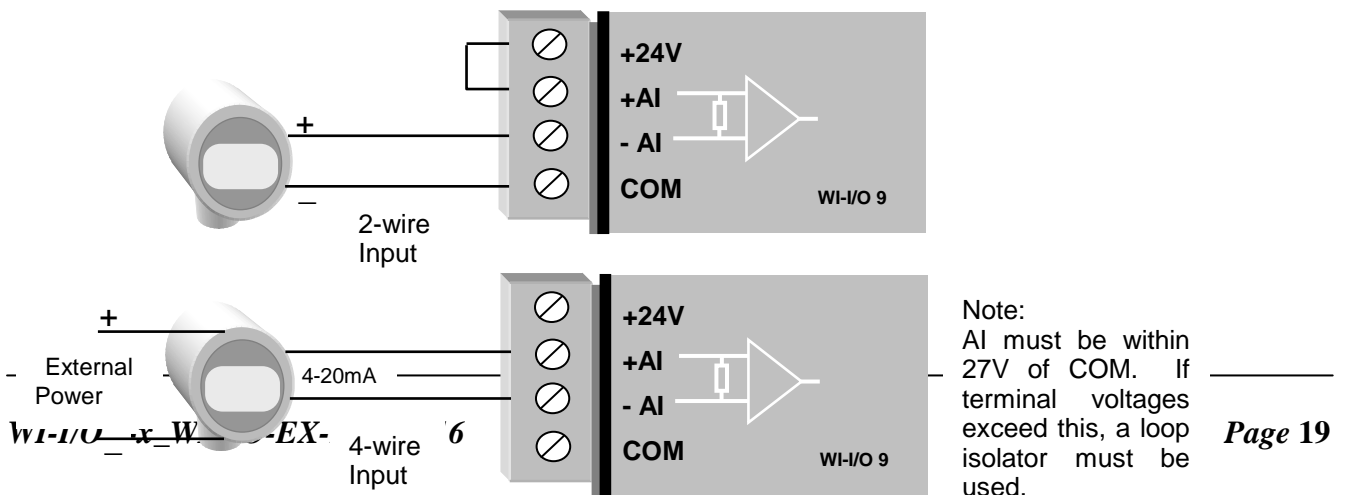 +24V
+AI
- AI
COM
WI-I/O 9
+
_
2-wire
Input
+24V
+AI
- AI
COM
WI-I/O 9
+
External
Power
4-20mA
4-wire
Input
Note:
AI must be within
27V of COM. If
terminal voltages
exceed this, a loop
isolator must be
used.
Page 19